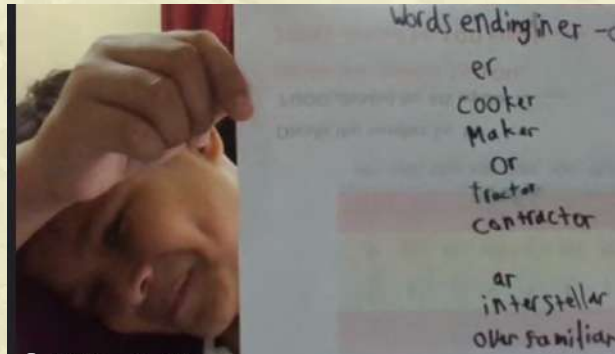 Words ending in er -
er
cooker
Maker
or
tractor
contractor
ar
interstellar
over familiar